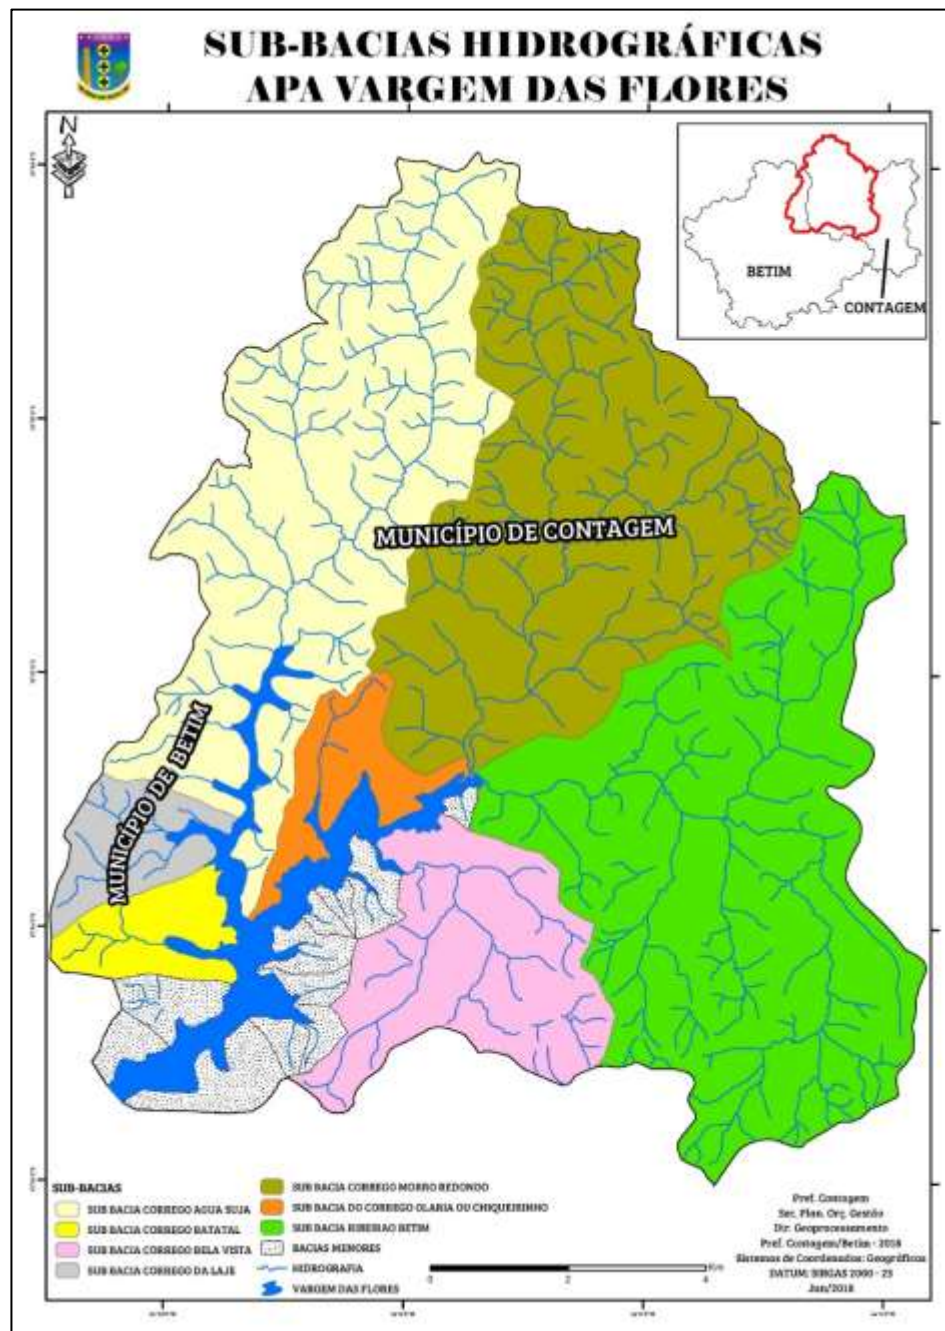 SUB-BACIAS HIDROGRÁFICAS
APA VARGEM DAS FLORES
N
BETIM
CONTAGEM
MUNICÍPIO DE CONTAGEM
MUNICÍPIO DE BETIM
SUB-BACIAS
SUB BACIA CORREGO AGUA SUJA
SUB BACIA CORREGO BATATAL
SUB BACIA CORREGO BELA VISTA
SUB BACIA CORREGO DA LAJE
SUB BACIA CORREGO MORRO REDONDO
SUB BACIA DO CORREGO OLARIA OU CHIQUEIRINHO
SUB BACIA RIBEIRAO BETIM
BACIAS MENORES
HIDROGRAFIA
VARGEM DAS FLORES
0 2 4 Km
Pref. Contagem
Sec. Plan. Orç. Gestão
Dir. Geoprocessamento
Pref. Contagem/Betim - 2018
Sistemas de Coordenadas: Geográficas
DATUM: SIRGAS 2000 - 23
Jun/2018